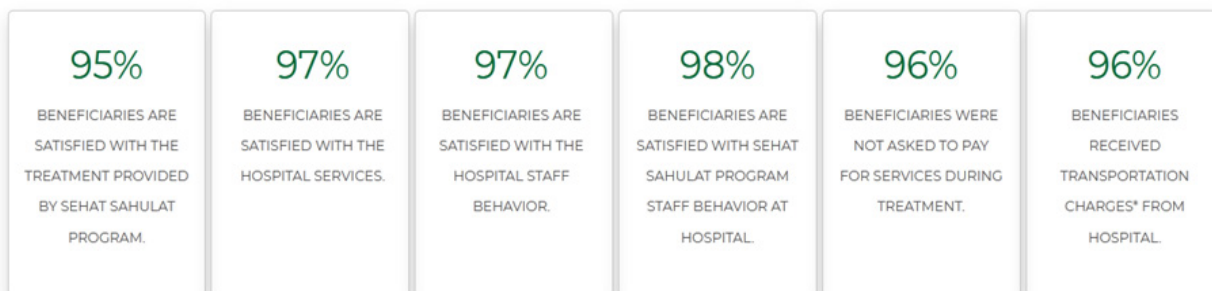 95%
BENEFICIARIES ARE
SATISFIED WITH THE
TREATMENT PROVIDED
BY SEHAT SAHULAT
PROGRAM.
97%
BENEFICIARIES ARE
SATISFIED WITH THE
HOSPITAL SERVICES.
97%
BENEFICIARIES ARE
SATISFIED WITH THE
HOSPITAL STAFF
BEHAVIOR.
98%
BENEFICIARIES ARE
SATISFIED WITH SEHAT
SAHULAT PROGRAM
STAFF BEHAVIOR AT
HOSPITAL.
96%
BENEFICIARIES WERE
NOT ASKED TO PAY
FOR SERVICES DURING
TREATMENT.
96%
BENEFICIARIES
RECEIVED
TRANSPORTATION
CHARGES* FROM
HOSPITAL.